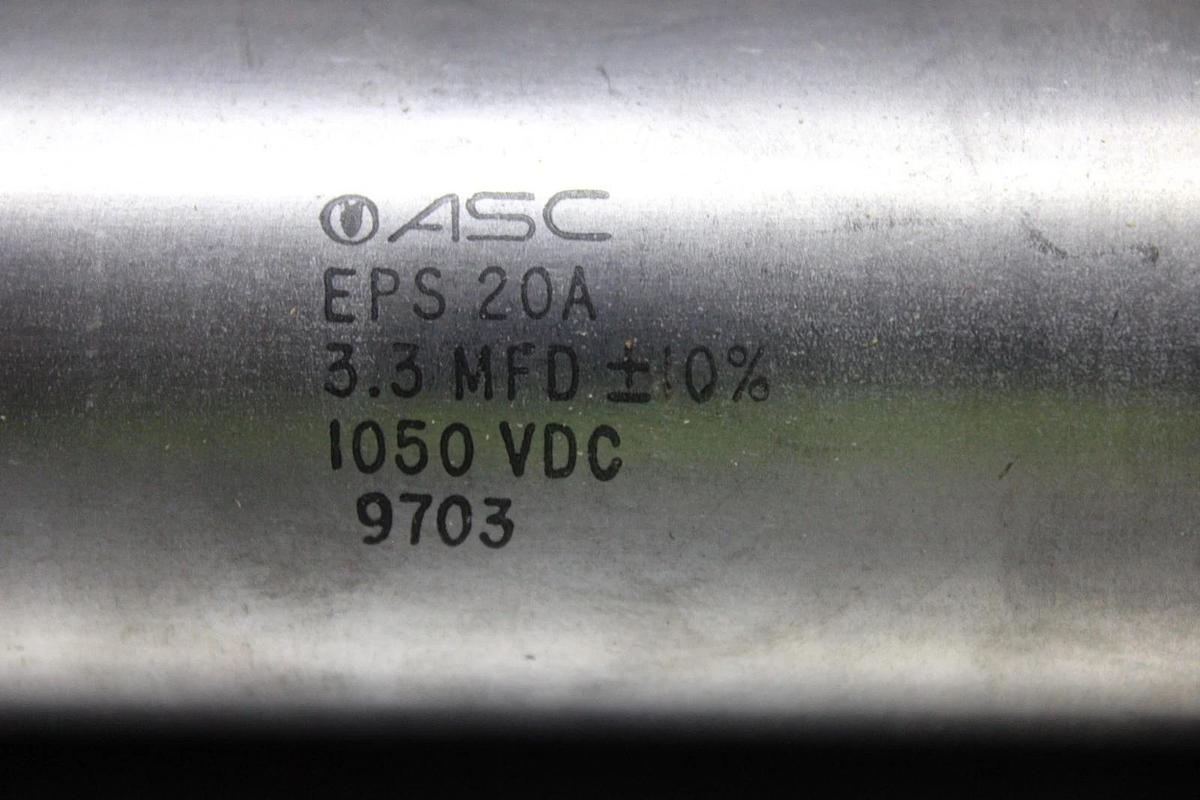 ASC
EPS 20A
3.3 MFD ±10%
1050 VDC
9703